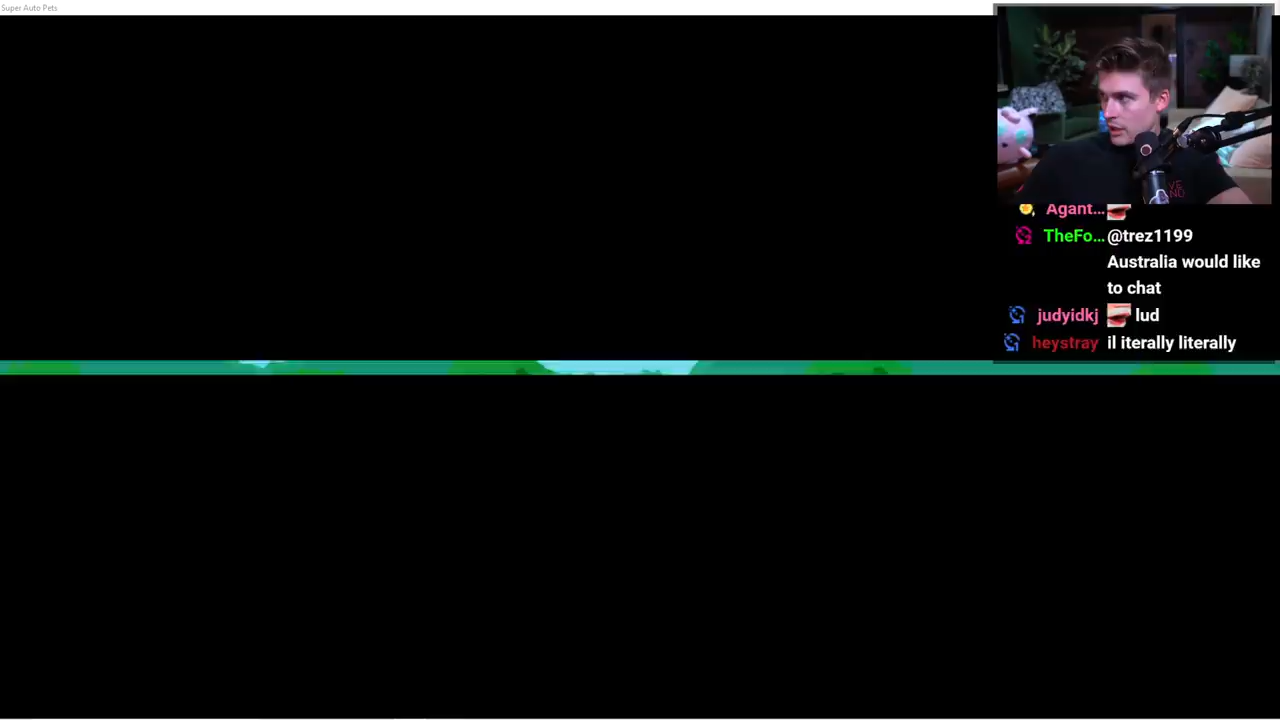 Super Auto Pets
Agant...
TheFo... @trez1199
Australia would like
to chat
judyidkj lud
heystray il iterally literally